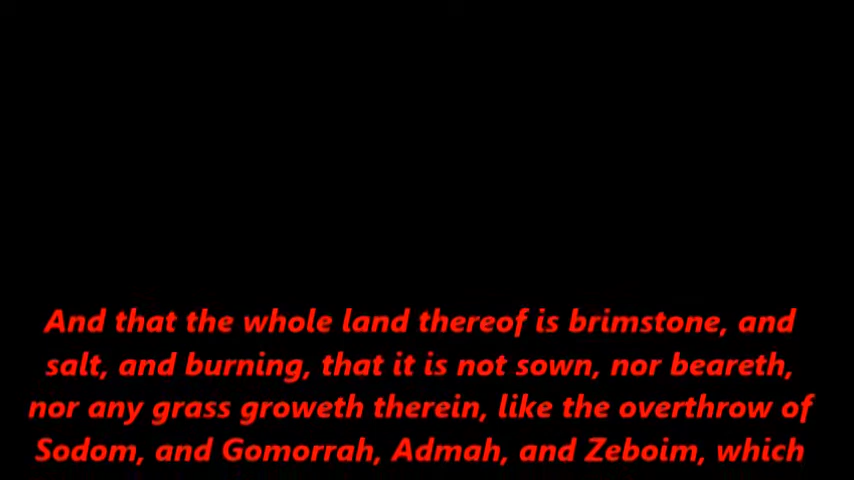 And that the whole land thereof is brimstone, and
salt, and burning, that it is not sown, nor beareth,
nor any grass groweth therein, like the overthrow of
Sodom, and Gomorrah, Admah, and Zeboim, which